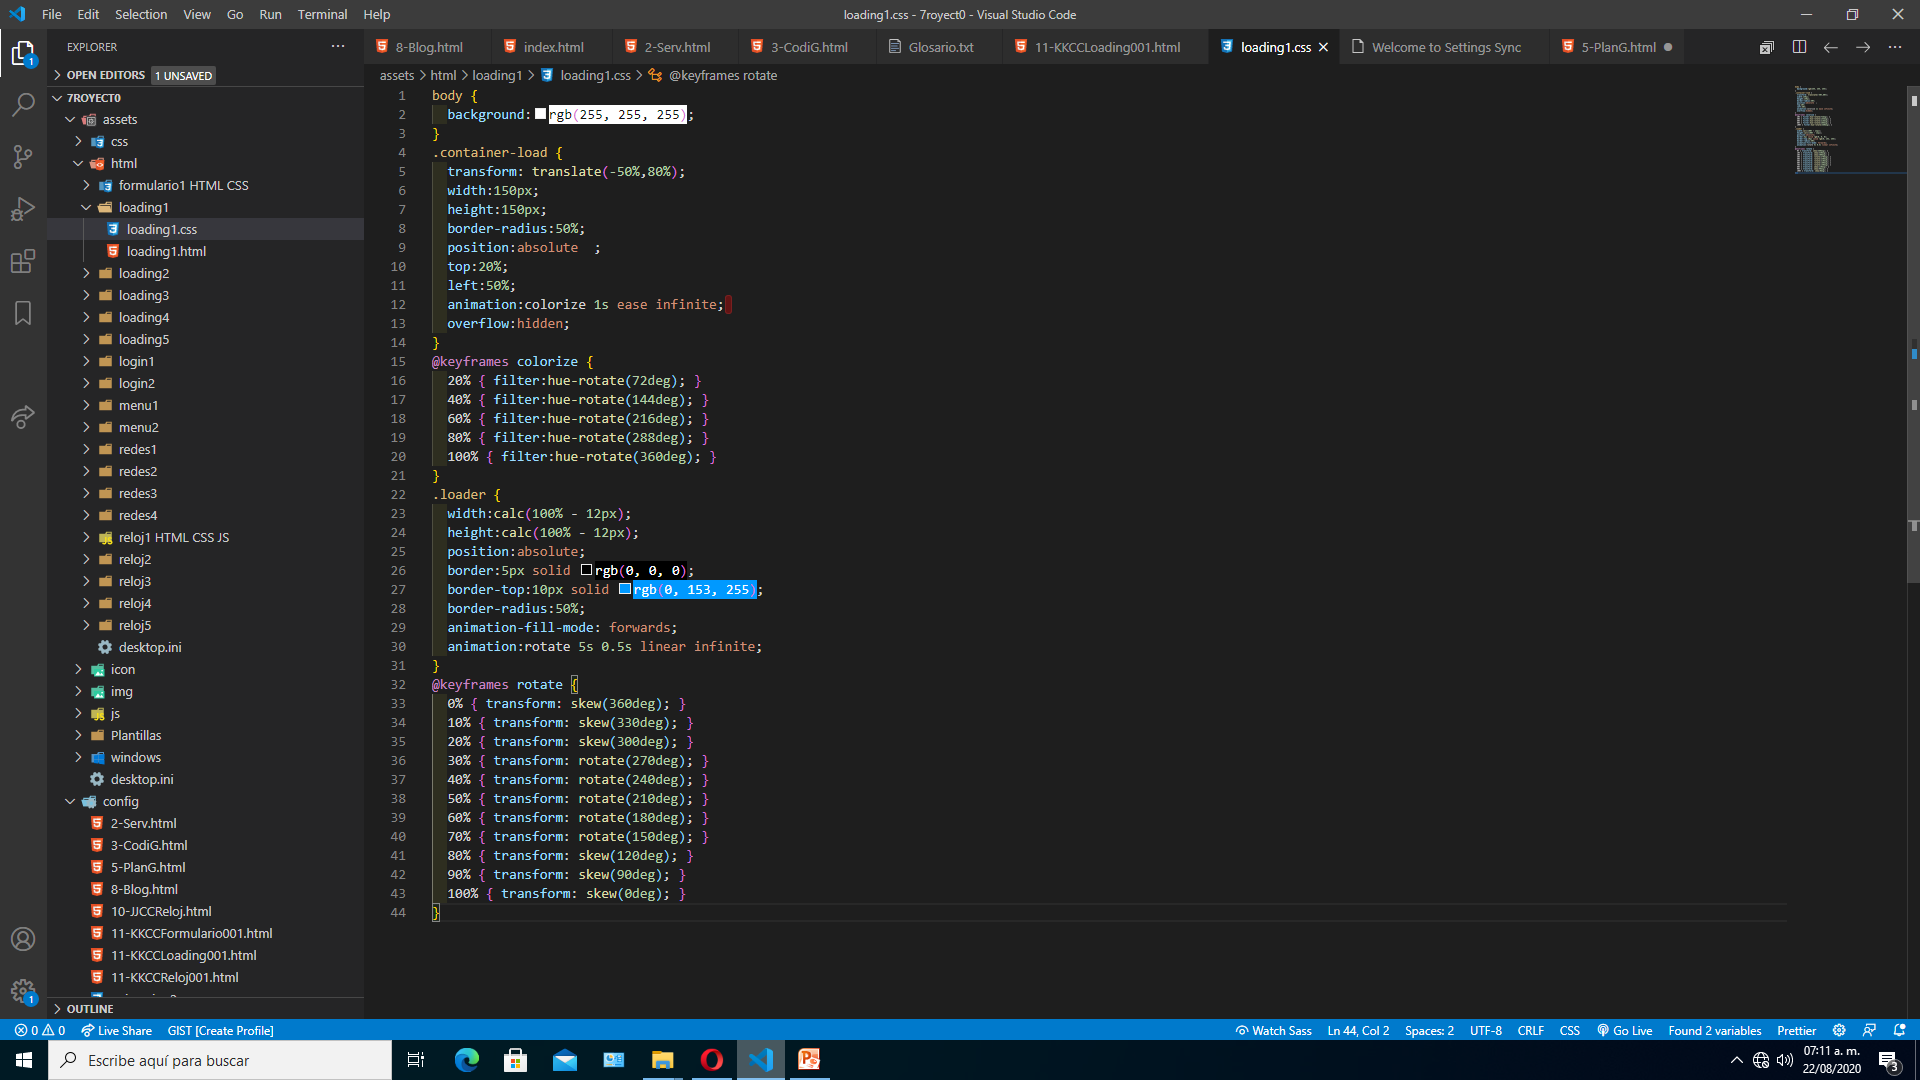 File Edit Selection View Go Run Terminal Help
loading1.css - 7royect0 - Visual Studio Code
EXPLORER
8-Blog.html index.html 2-Serv.html 3-CodiG.html Glosario.txt 11-KKCCLoading001.html loading1.css Welcome to Settings Sync 5-PlanG.html
OPEN EDITORS 1 UNSAVED
assets > html > loading1 > loading1.css > @keyframes rotate
7ROYECT0
assets
css
html
formulario1 HTML CSS
loading1
loading1.css
loading1.html
loading2
loading3
loading4
loading5
login1
login2
menu1
menu2
redes1
redes2
redes3
redes4
reloj1 HTML CSS JS
reloj2
reloj3
reloj4
reloj5
desktop.ini
icon
img
js
Plantillas
windows
desktop.ini
config
2-Serv.html
3-CodiG.html
5-PlanG.html
8-Blog.html
10-JJCCReloj.html
11-KKCCFormulario001.html
11-KKCCLoading001.html
11-KKCCReloj001.html
OUTLINE
1 body {
2 background: rgb(255, 255, 255);
3 }
4 .container-load {
5 transform: translate(-50%,80%);
6 width:150px;
7 height:150px;
8 border-radius:50%;
9 position:absolute  ;
10 top:20%;
11 left:50%;
12 animation:colorize 1s ease infinite;
13 overflow:hidden;
14 }
15 @keyframes colorize {
16 20% { filter:hue-rotate(72deg); }
17 40% { filter:hue-rotate(144deg); }
18 60% { filter:hue-rotate(216deg); }
19 80% { filter:hue-rotate(288deg); }
20 100% { filter:hue-rotate(360deg); }
21 }
22 .loader {
23 width:calc(100% - 12px);
24 height:calc(100% - 12px);
25 position:absolute;
26 border:5px solid rgb(0, 0, 0);
27 border-top:10px solid rgb(0, 153, 255);
28 border-radius:50%;
29 animation-fill-mode: forwards;
30 animation:rotate 5s 0.5s linear infinite;
31 }
32 @keyframes rotate {
33 0% { transform: skew(360deg); }
34 10% { transform: skew(330deg); }
35 20% { transform: skew(300deg); }
36 30% { transform: rotate(270deg); }
37 40% { transform: rotate(240deg); }
38 50% { transform: rotate(210deg); }
39 60% { transform: rotate(180deg); }
40 70% { transform: rotate(150deg); }
41 80% { transform: skew(120deg); }
42 90% { transform: skew(90deg); }
43 100% { transform: skew(0deg); }
44 }
0 0 Live Share GIST [Create Profile] Watch Sass Ln 44, Col 2 Spaces: 2 UTF-8 CRLF CSS Go Live Found 2 variables Prettier
Escribe aquí para buscar
07:11 a. m.
22/08/2020
3